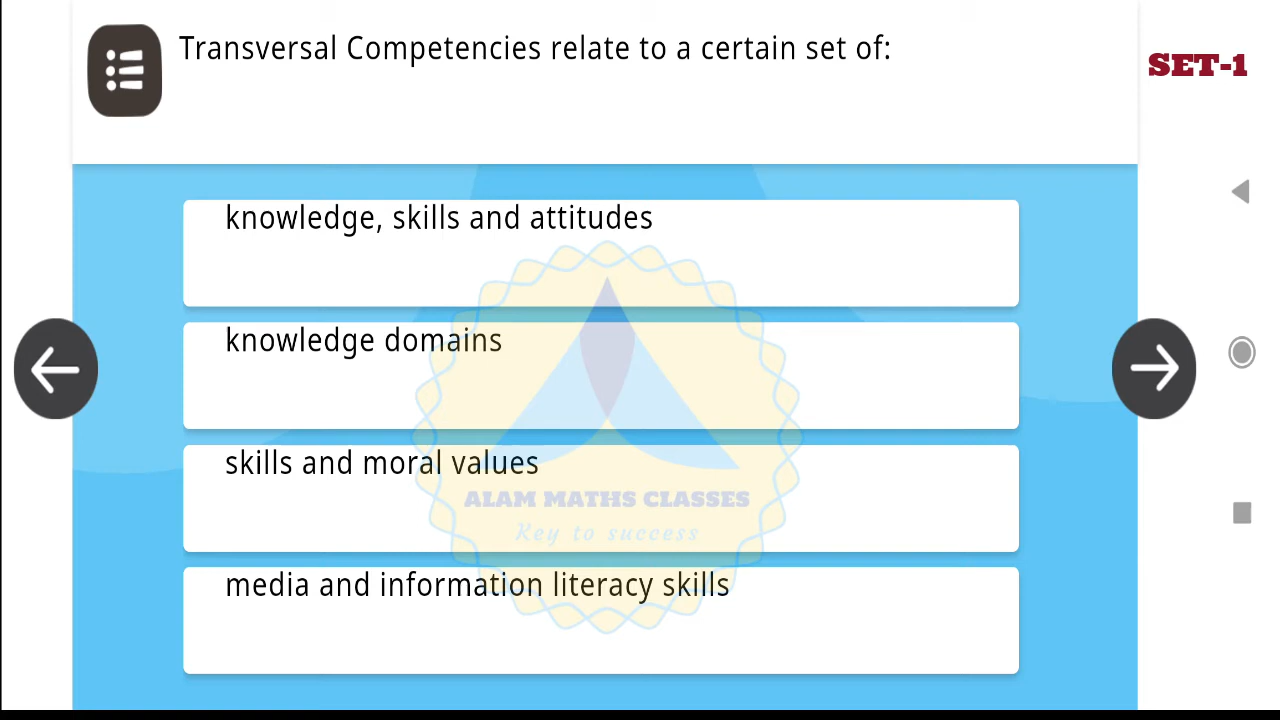 Transversal Competencies relate to a certain set of:
SET-1
knowledge, skills and attitudes
knowledge domains
skills and moral values
ALAM MATHS CLASSES
Key to success
media and information literacy skills